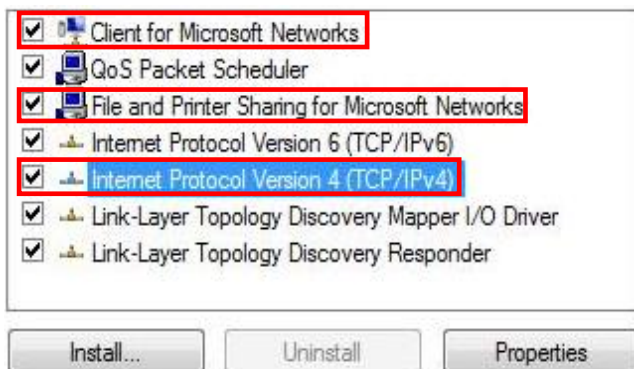 Client for Microsoft Networks
QoS Packet Scheduler
File and Printer Sharing for Microsoft Networks
Internet Protocol Version 6 (TCP/IPv6)
Internet Protocol Version 4 (TCP/IPv4)
Link-Layer Topology Discovery Mapper I/O Driver
Link-Layer Topology Discovery Responder
Install... Uninstall Properties